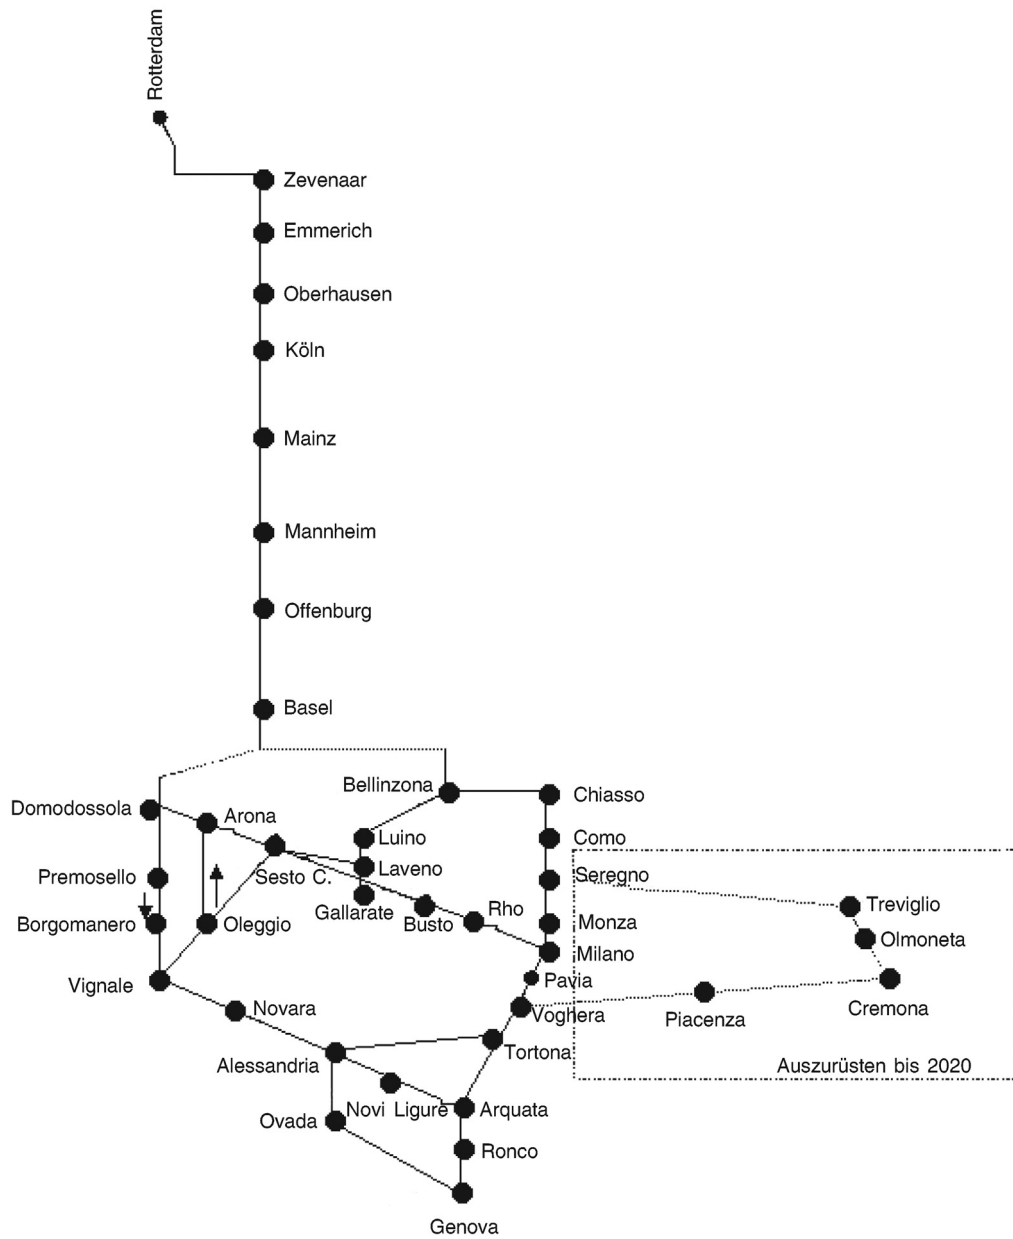 Rotterdam
Zevenaar
Emmerich
Oberhausen
Köln
Mainz
Mannheim
Offenburg
Basel
Bellinzona
Chiasso
Domodossola
Arona
Luino
Como
Premosello
Sesto C.
Laveno
Seregno
Gallarate
Busto
Rho
Treviglio
Borgomanero
Oleggio
Monza
Olmoneta
Milano
Vignale
Pavia
Novara
Voghera
Piacenza
Cremona
Alessandria
Tortona
Auszurüsten bis 2020
Ovada
Novi Ligure
Arquata
Ronco
Genova